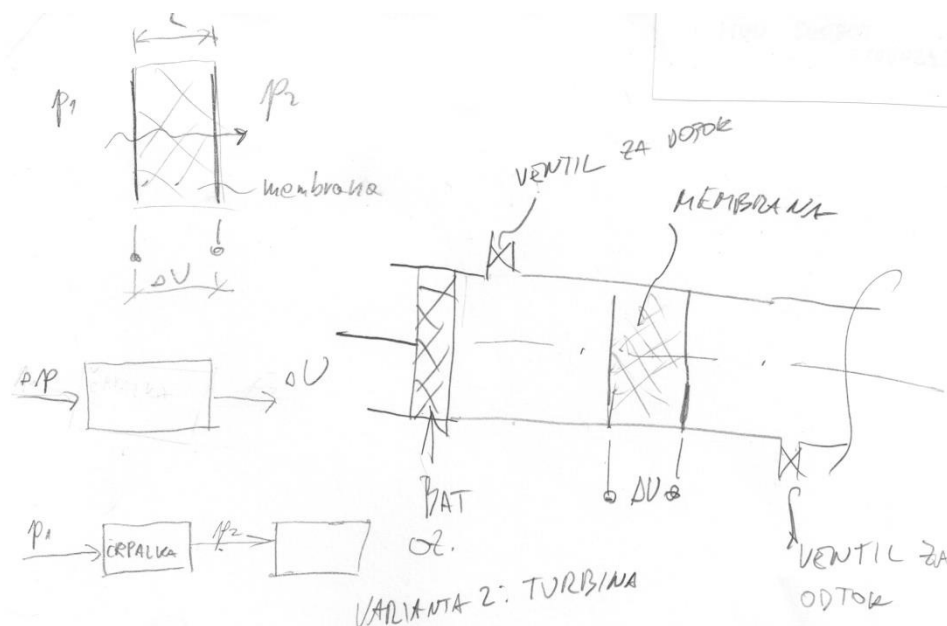 L
p1
p2
membrana
ΔU
VENTIL ZA DOTOK
MEMBRANA
Δp
ΔU
BAT
OZ.
ΔU
VENTIL ZA
ODTOK
p1
ČRPALKA
p2
VARIANTA 2: TURBINA